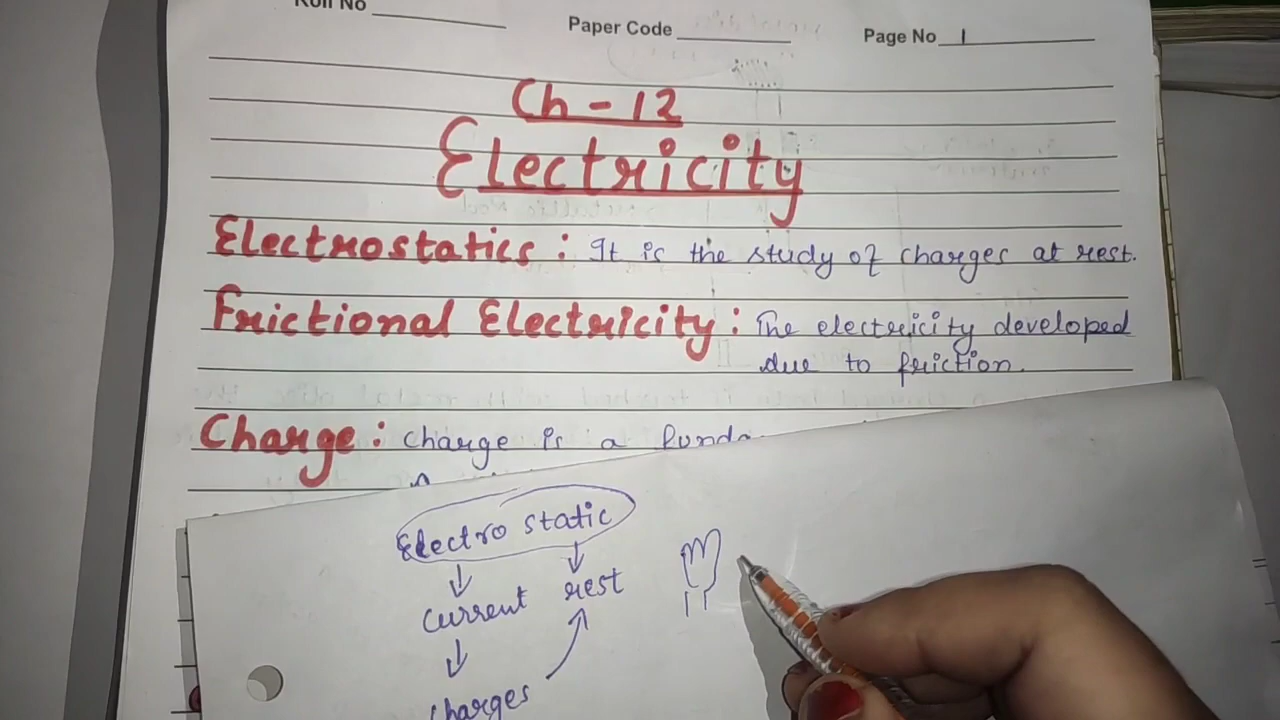 Roll No
Paper Code
Page No 1
Ch - 12
Electricity
Electrostatics : It is the study of charges at rest.
Frictional Electricity : The electricity developed
due to friction.
Charge : Charge is a
Electro static
current rest
charges